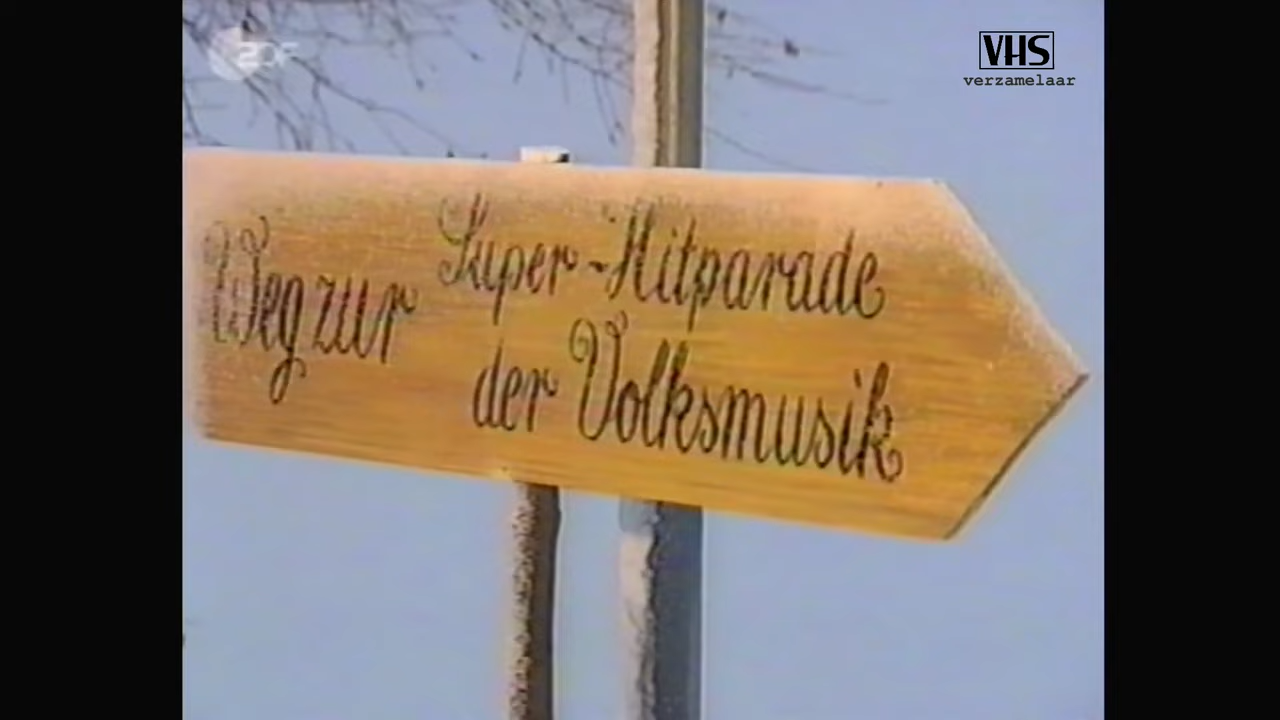 ZDF
VHS
verzamelaar
Weg zur
Super-Hitparade
der Volksmusik